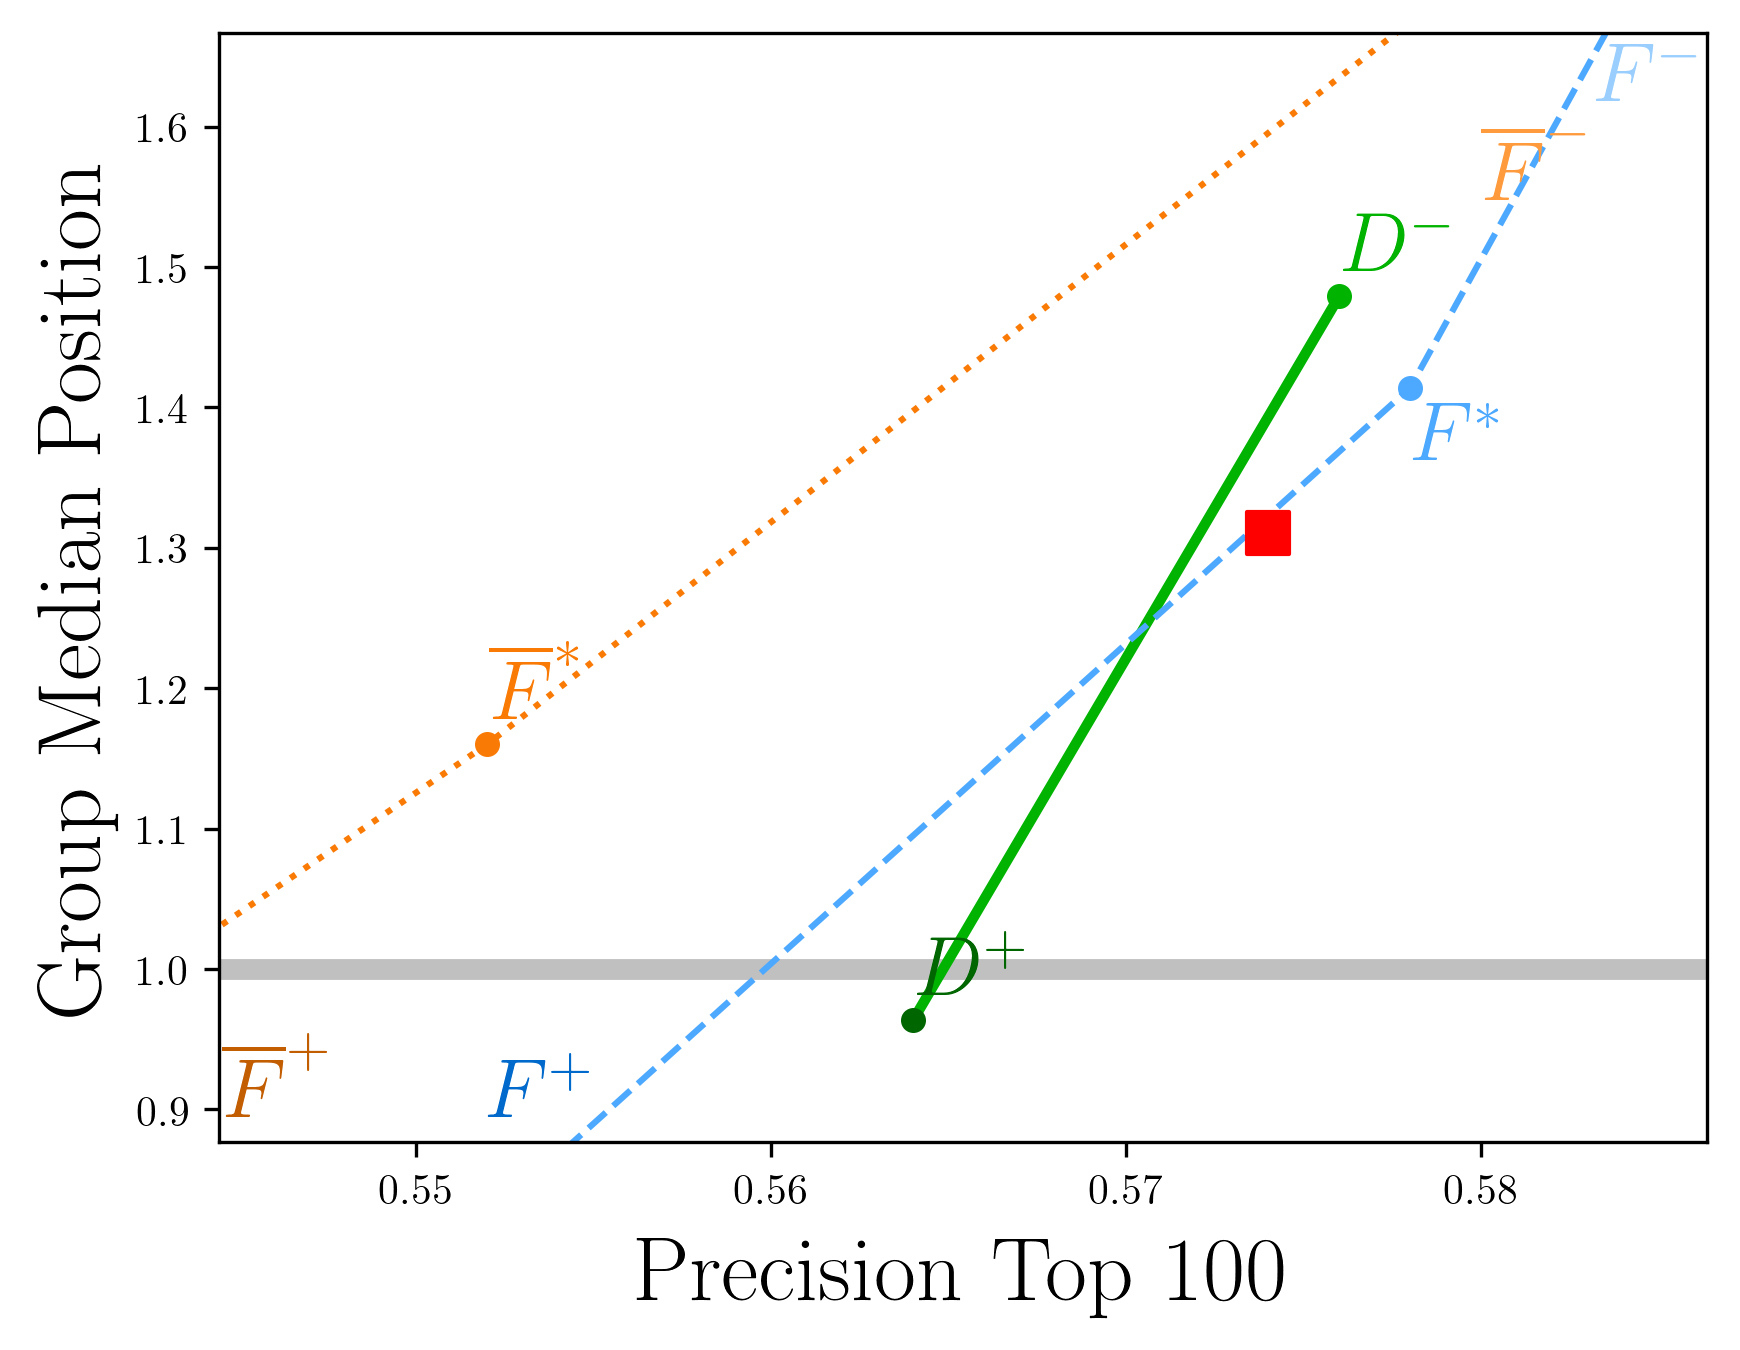 Group Median Position
1.6
1.5
1.4
1.3
1.2
1.1
1.0
0.9
F⁻
F̅⁻
D⁻
F*
F̅*
D⁺
F̅⁺
F⁺
0.55 0.56 0.57 0.58
Precision Top 100